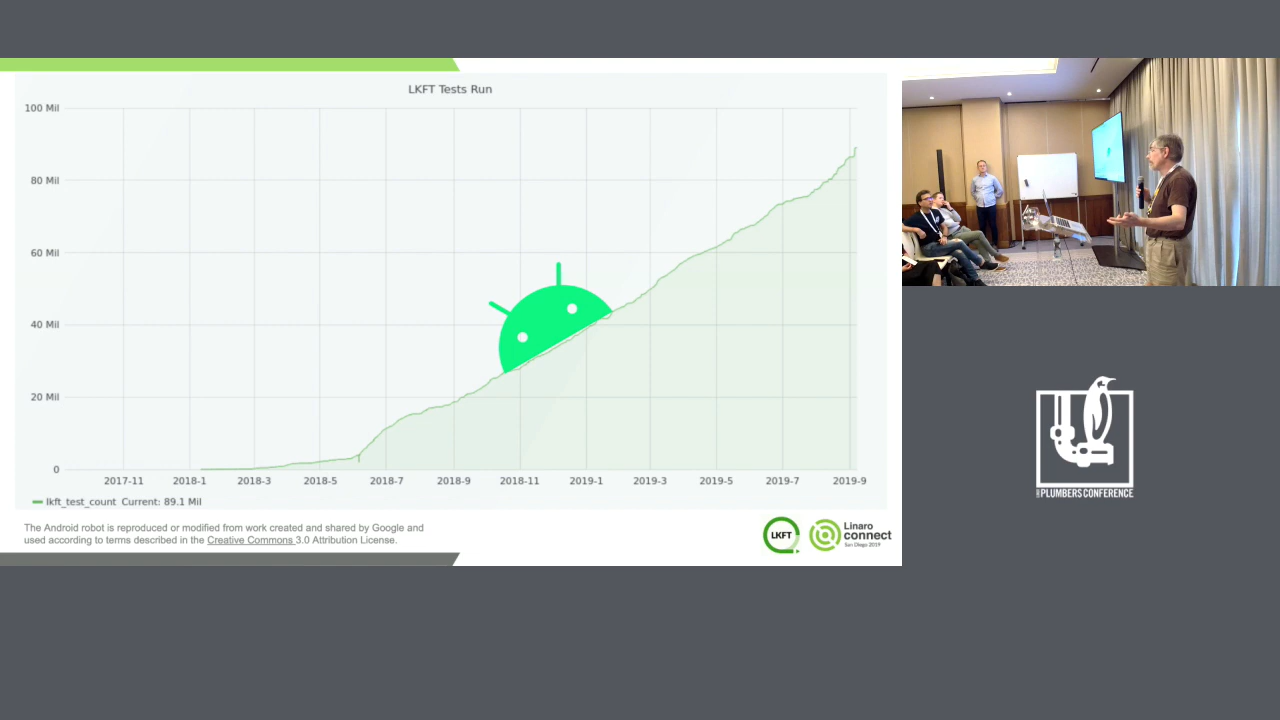 LKFT Tests Run
100 Mil
80 Mil
60 Mil
40 Mil
20 Mil
0
2017-11 2018-1 2018-3 2018-5 2018-7 2018-9 2018-11 2019-1 2019-3 2019-5 2019-7 2019-9
lkft_test_count Current: 89.1 Mil
The Android robot is reproduced or modified from work created and shared by Google and
used according to terms described in the Creative Commons 3.0 Attribution License.
LKFT
Linaro
connect
San Diego 2019
PLUMBERS CONFERENCE